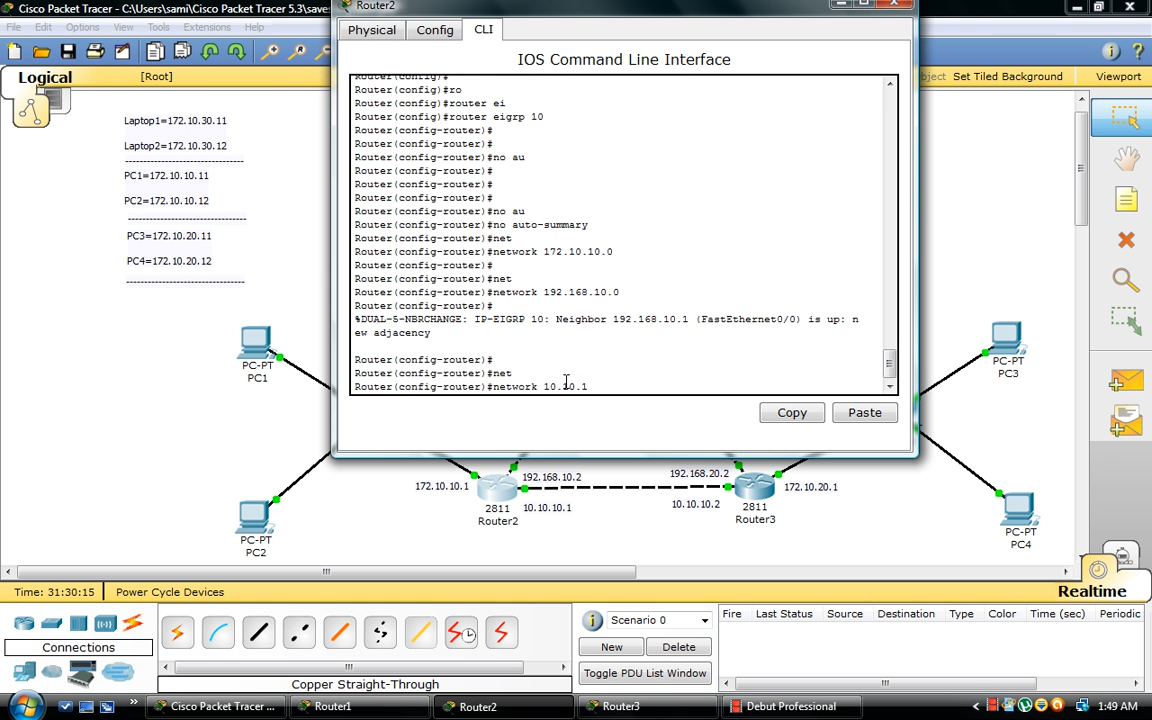 Cisco Packet Tracer 5.3 - C:\Users\sami\Cisco Packet Tracer 5.3\save:
File Edit Options View Tools Extensions Help
Logical
[Root]
Set Tiled Background
Viewport
Laptop1=172.10.30.11
Laptop2=172.10.30.12
----------------------------------
PC1=172.10.10.11
PC2=172.10.10.12
----------------------------------
PC3=172.10.20.11
PC4=172.10.20.12
----------------------------------
Router2
Physical Config CLI
IOS Command Line Interface
Router(config)#
Router(config)#ro
Router(config)#router ei
Router(config)#router eigrp 10
Router(config-router)#
Router(config-router)#
Router(config-router)#no au
Router(config-router)#
Router(config-router)#
Router(config-router)#
Router(config-router)#no au
Router(config-router)#no auto-summary
Router(config-router)#net
Router(config-router)#network 172.10.10.0
Router(config-router)#
Router(config-router)#net
Router(config-router)#network 192.168.10.0
Router(config-router)#
%DUAL-5-NBRCHANGE: IP-EIGRP 10: Neighbor 192.168.10.1 (FastEthernet0/0) is up: n
ew adjacency
Router(config-router)#
Router(config-router)#net
Router(config-router)#network 10.10.1
Copy Paste
PC-PT
PC1
PC-PT
PC2
PC-PT
PC3
PC-PT
PC4
172.10.10.1
192.168.10.2
10.10.10.1
2811
Router2
192.168.20.2
10.10.10.2
172.10.20.1
2811
Router3
Time: 31:30:15
Power Cycle Devices
Realtime
Connections
Copper Straight-Through
Scenario 0
New Delete
Toggle PDU List Window
Fire Last Status Source Destination Type Color Time (sec) Periodic
Cisco Packet Tracer ...
Router1
Router2
Router3
Debut Professional
1:49 AM